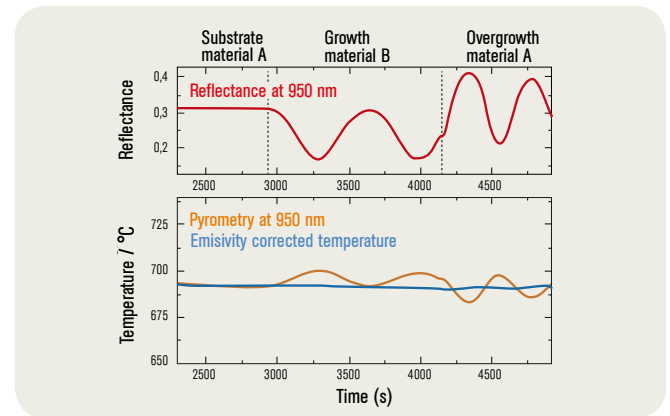 Substrate material A
Growth material B
Overgrowth material A
Reflectance
0,4
0,3
0,2
Reflectance at 950 nm
2500 3000 3500 4000 4500
Temperature / °C
725
700
675
650
Pyrometry at 950 nm
Emisivity corrected temperature
2500 3000 3500 4000 4500
Time (s)